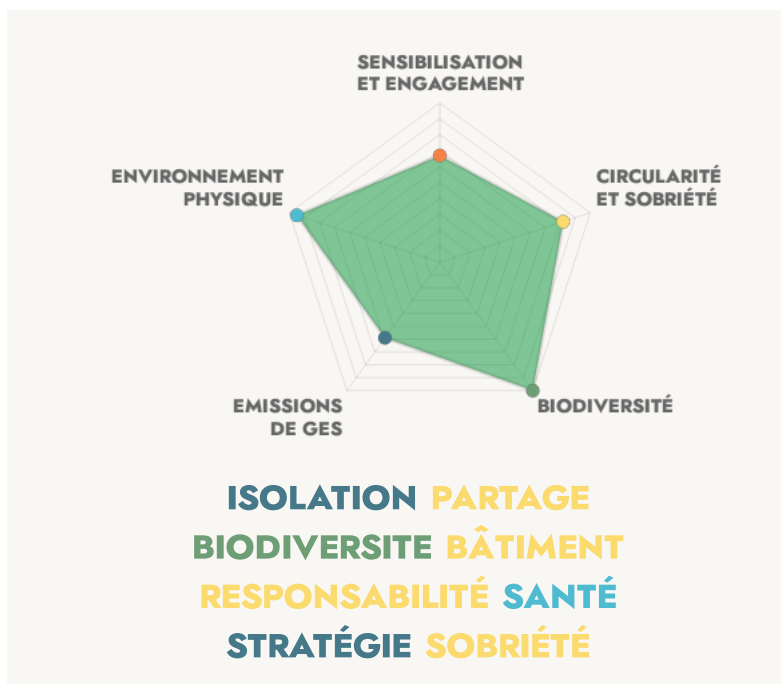 SENSIBILISATION
ET ENGAGEMENT
ENVIRONNEMENT
PHYSIQUE
CIRCULARITÉ
ET SOBRIÉTÉ
EMISSIONS
DE GES
BIODIVERSITÉ
ISOLATION PARTAGE
BIODIVERSITE BÂTIMENT
RESPONSABILITÉ SANTÉ
STRATÉGIE SOBRIÉTÉ